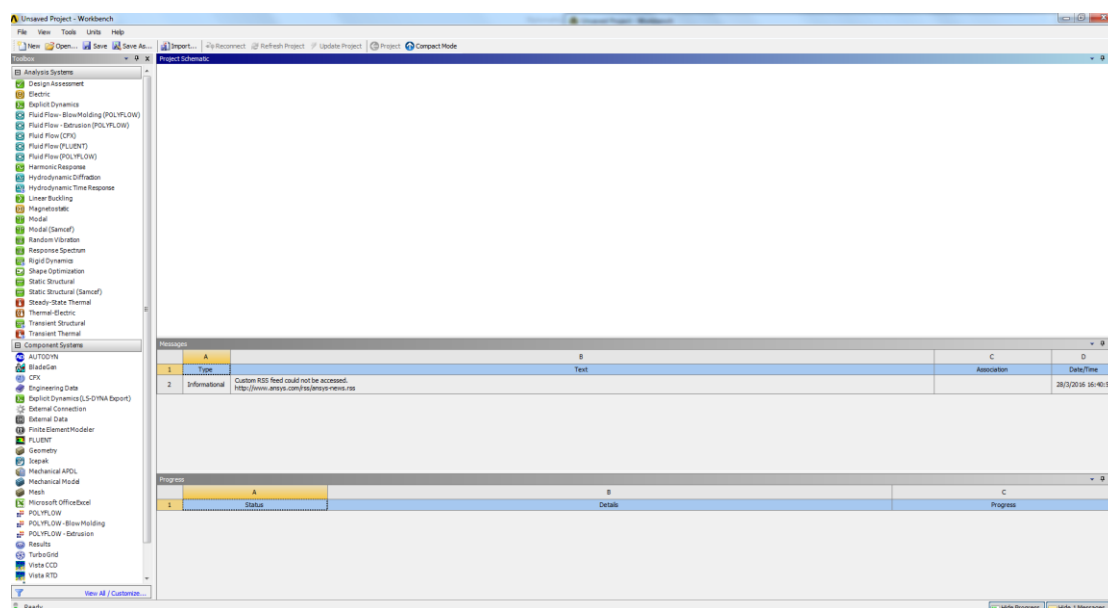 Unsaved Project - Workbench
File View Tools Units Help
New Open... Save Save As... Import... Reconnect Refresh Project Update Project Project Compact Mode
Toolbox
Project Schematic
Analysis Systems
Design Assessment
Electric
Explicit Dynamics
Fluid Flow- BlowMolding (POLYFLOW)
Fluid Flow - Extrusion (POLYFLOW)
Fluid Flow (CFX)
Fluid Flow (FLUENT)
Fluid Flow (POLYFLOW)
Harmonic Response
Hydrodynamic Diffraction
Hydrodynamic Time Response
Linear Buckling
Magnetostatic
Modal
Modal (Samcef)
Random Vibration
Response Spectrum
Rigid Dynamics
Shape Optimization
Static Structural
Static Structural (Samcef)
Steady-State Thermal
Thermal-Electric
Transient Structural
Transient Thermal
Component Systems
AUTODYN
BladeGen
CFX
Engineering Data
Explicit Dynamics (LS-DYNA Export)
External Connection
External Data
Finite Element Modeler
FLUENT
Geometry
Icepak
Mechanical APDL
Mechanical Model
Mesh
Microsoft Office Excel
POLYFLOW
POLYFLOW - Blow Molding
POLYFLOW - Extrusion
Results
TurboGrid
Vista CCD
Vista RTD
View All / Customize...
Messages
A B C D
1 Type Text Association Date/Time
2 Informational Custom RSS feed could not be accessed.
http://www.ansys.com/rss/ansys-news.rss
28/3/2016 16:40:
Progress
A B C
1 Status Details Progress
Ready
Hide Progress Hide 1 Messages